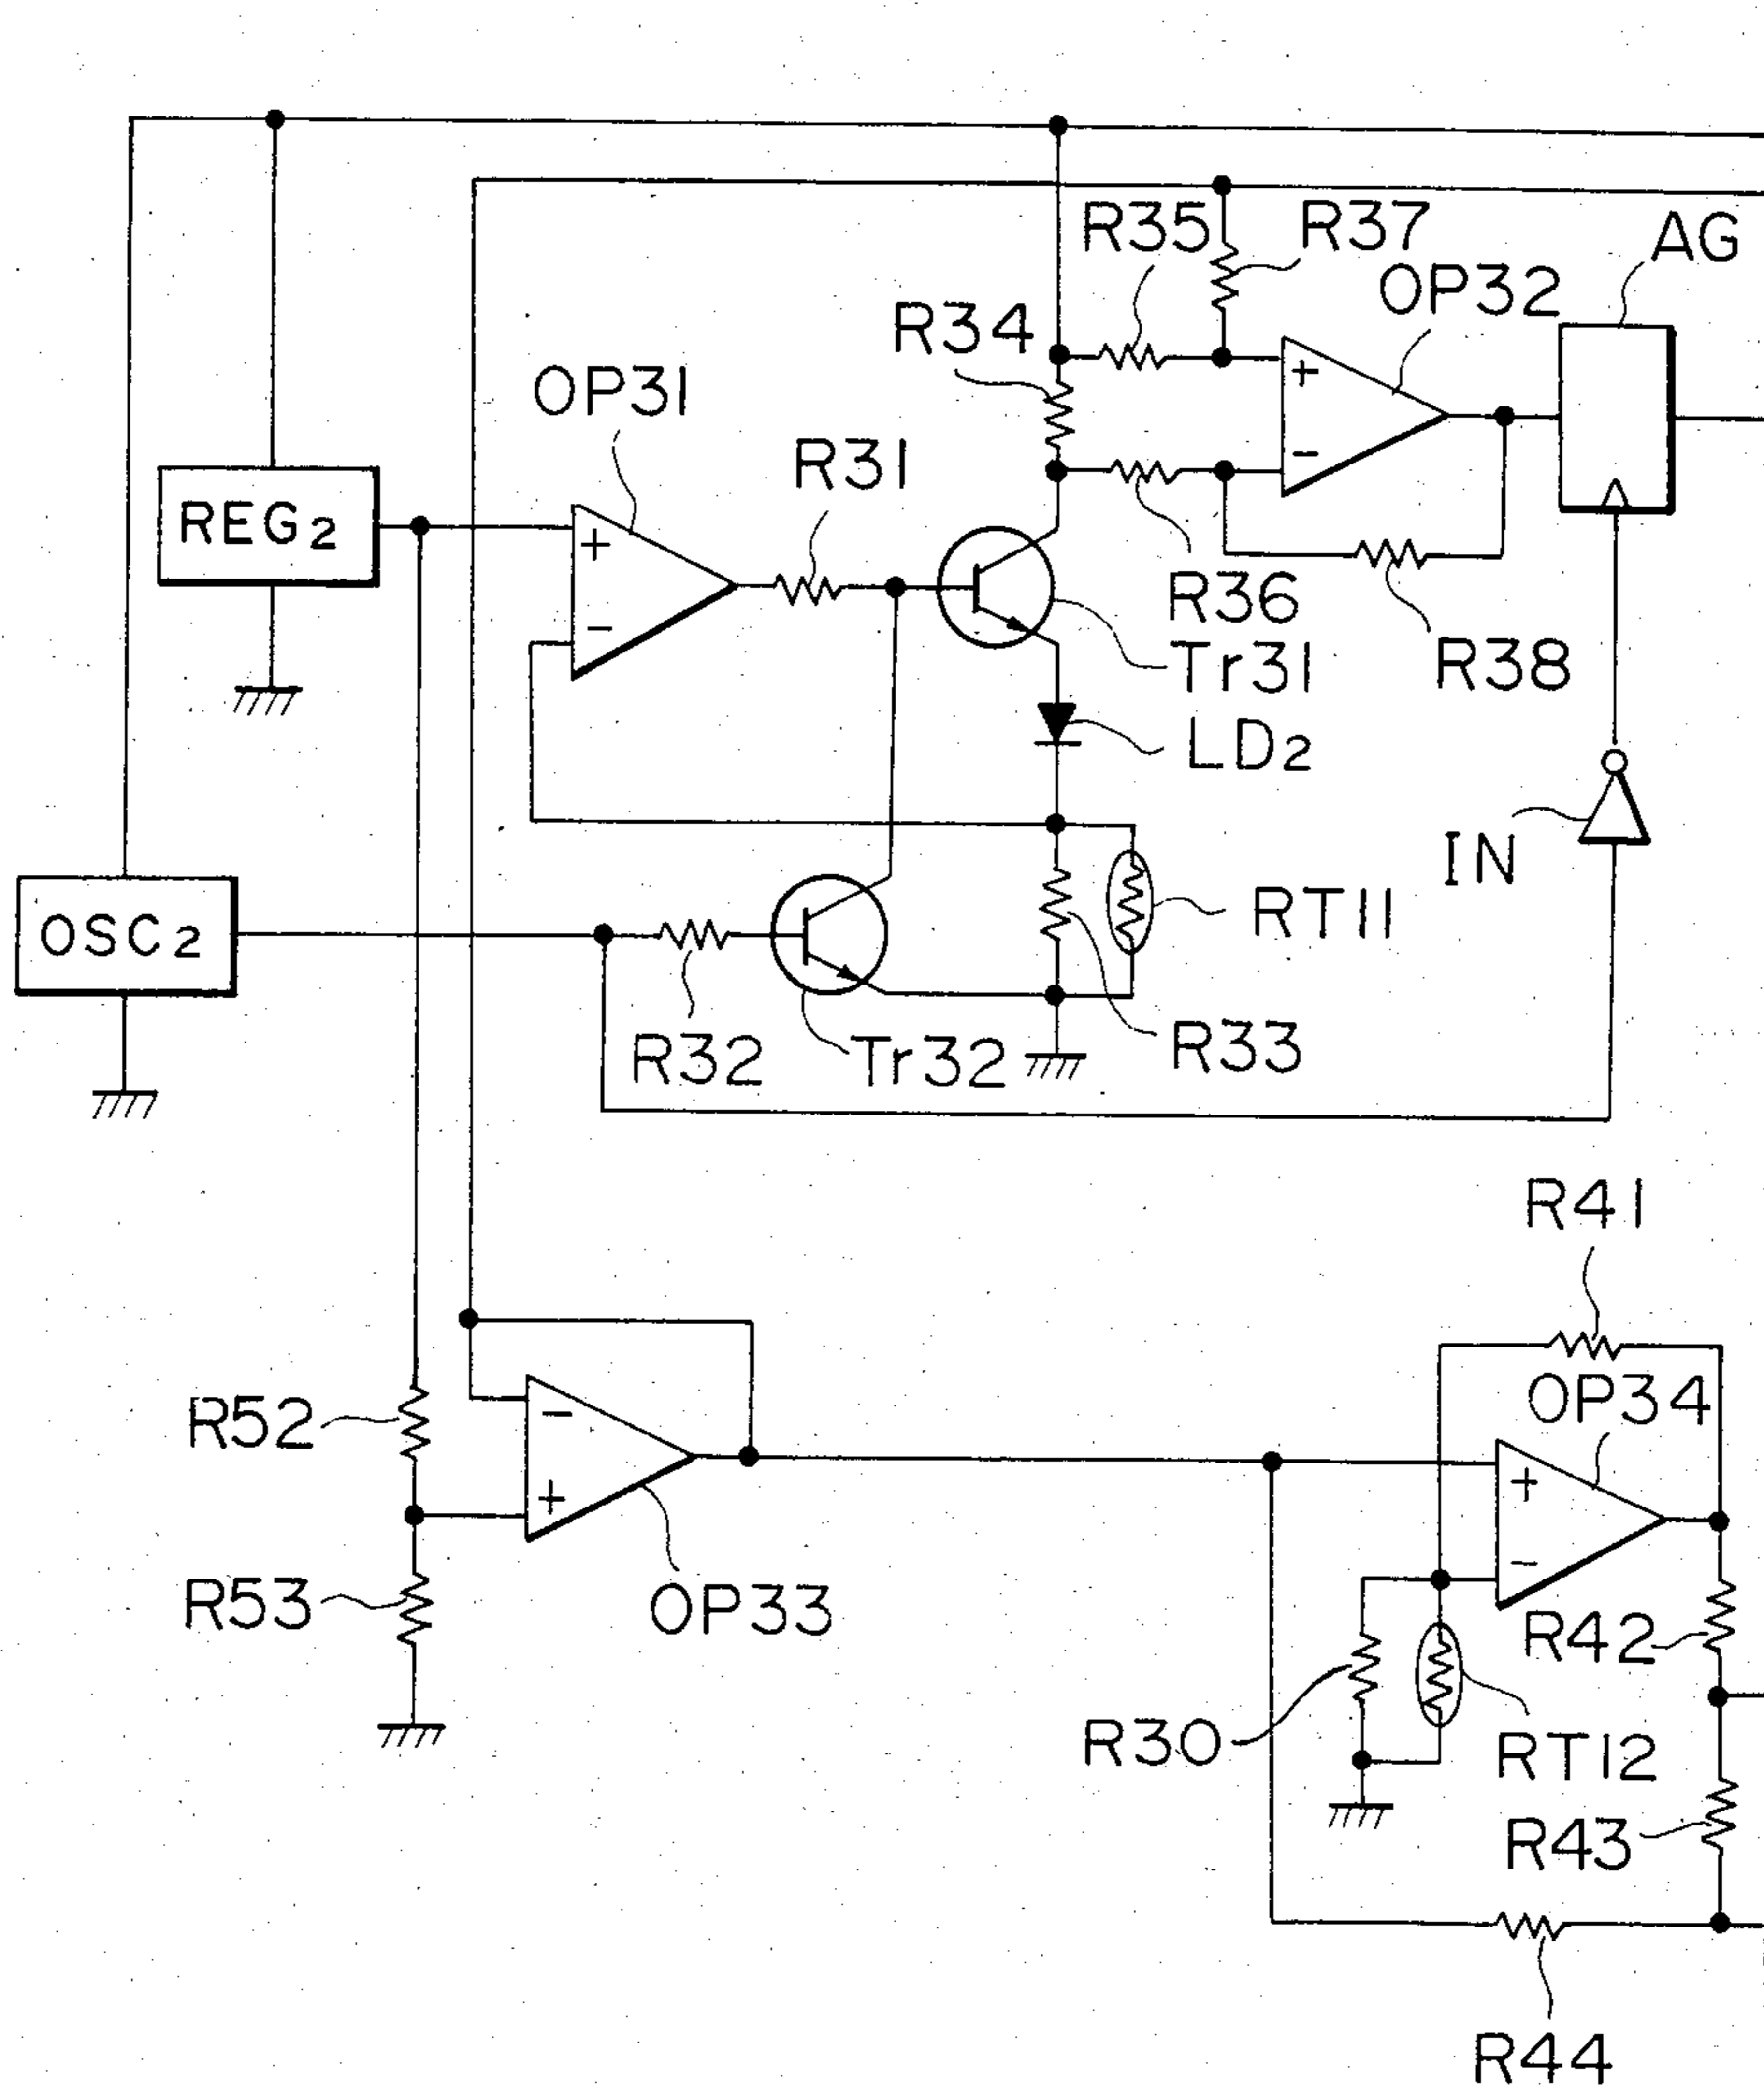 AG
R35
R37
OP32
R34
OP31
+
R31
REG2
+
-
-
R36
R38
Tr31
LD2
IN
RT11
OSC2
R33
R32
Tr32
R41
OP34
R52
-
+
+
R53
OP33
-
R42
R30
RT12
R43
R44